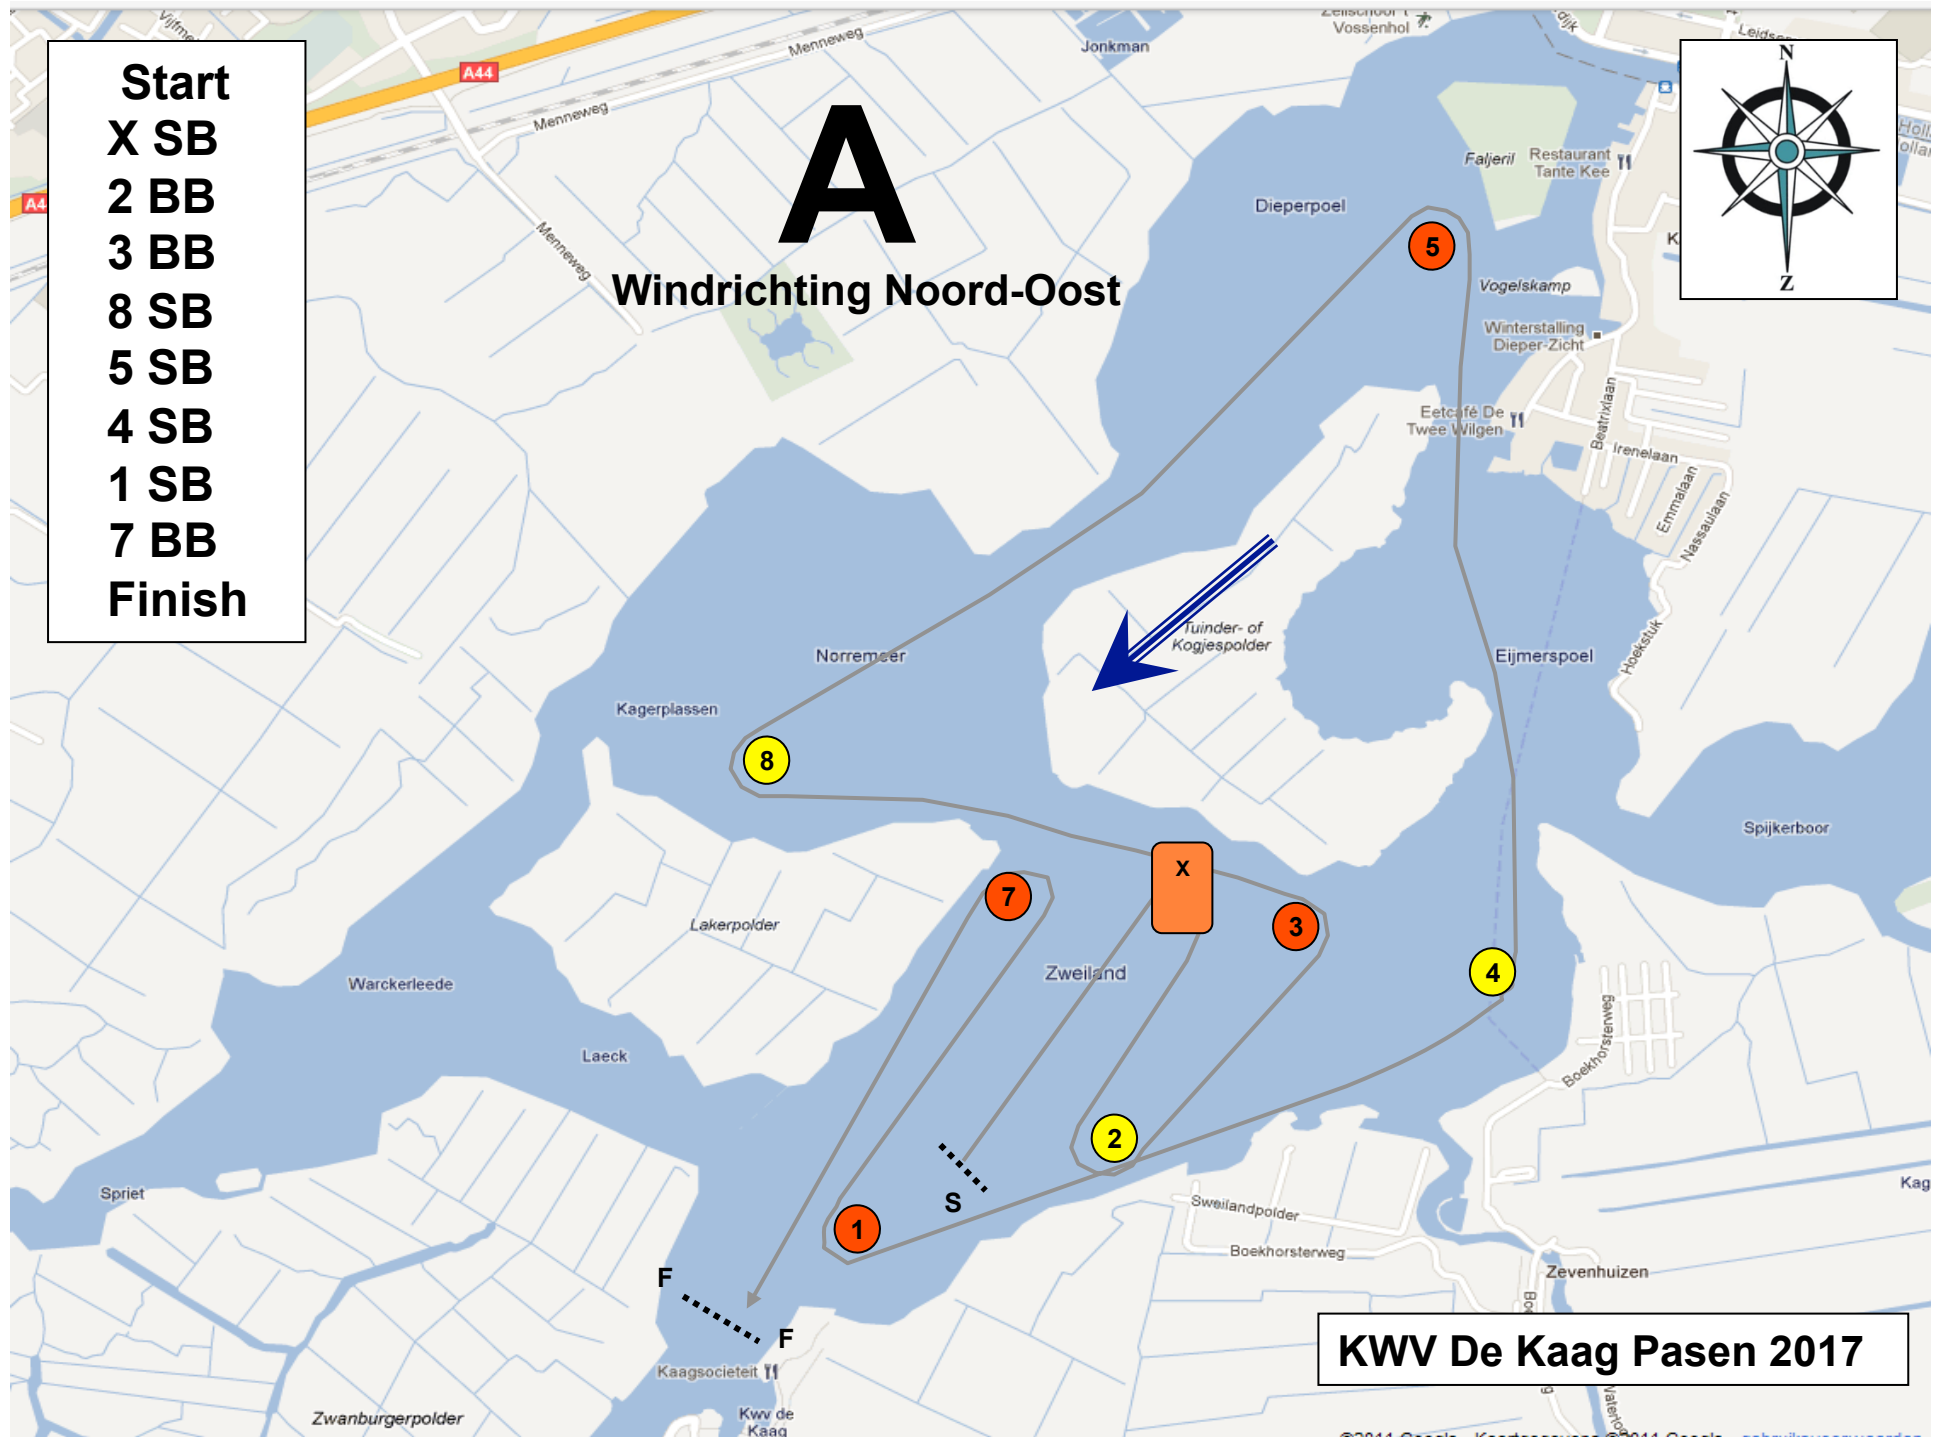 Start
X SB
2 BB
3 BB
8 SB
5 SB
4 SB
1 SB
7 BB
Finish
A
Windrichting Noord-Oost
N
Z
A44
Menneweg
Menneweg
Menneweg
Jonkman
Vossenhol
Faljeril
Restaurant
Tante Kee
Dieperpoel
5
Vogelskamp
Winterstalling
Dieper-Zicht
Eetcafé De
Twee Wilgen
Beatrixlaan
Irenelaan
Emmalaan
Nassaulaan
Hoekstuk
Tuinder- of
Kogjespolder
Norremeer
Eijmerspoel
Kagerplassen
8
Spijkerboor
X
7
3
Lakerpolder
Zweiland
4
Warckerleede
Laeck
Boekhorsterweg
2
Spriet
S
Sweilandpolder
Kag
1
Boekhorsterweg
Zevenhuizen
F
F
Kaagsocieteit
KWV De Kaag Pasen 2017
Zwanburgerpolder
Kwv de
Kaag